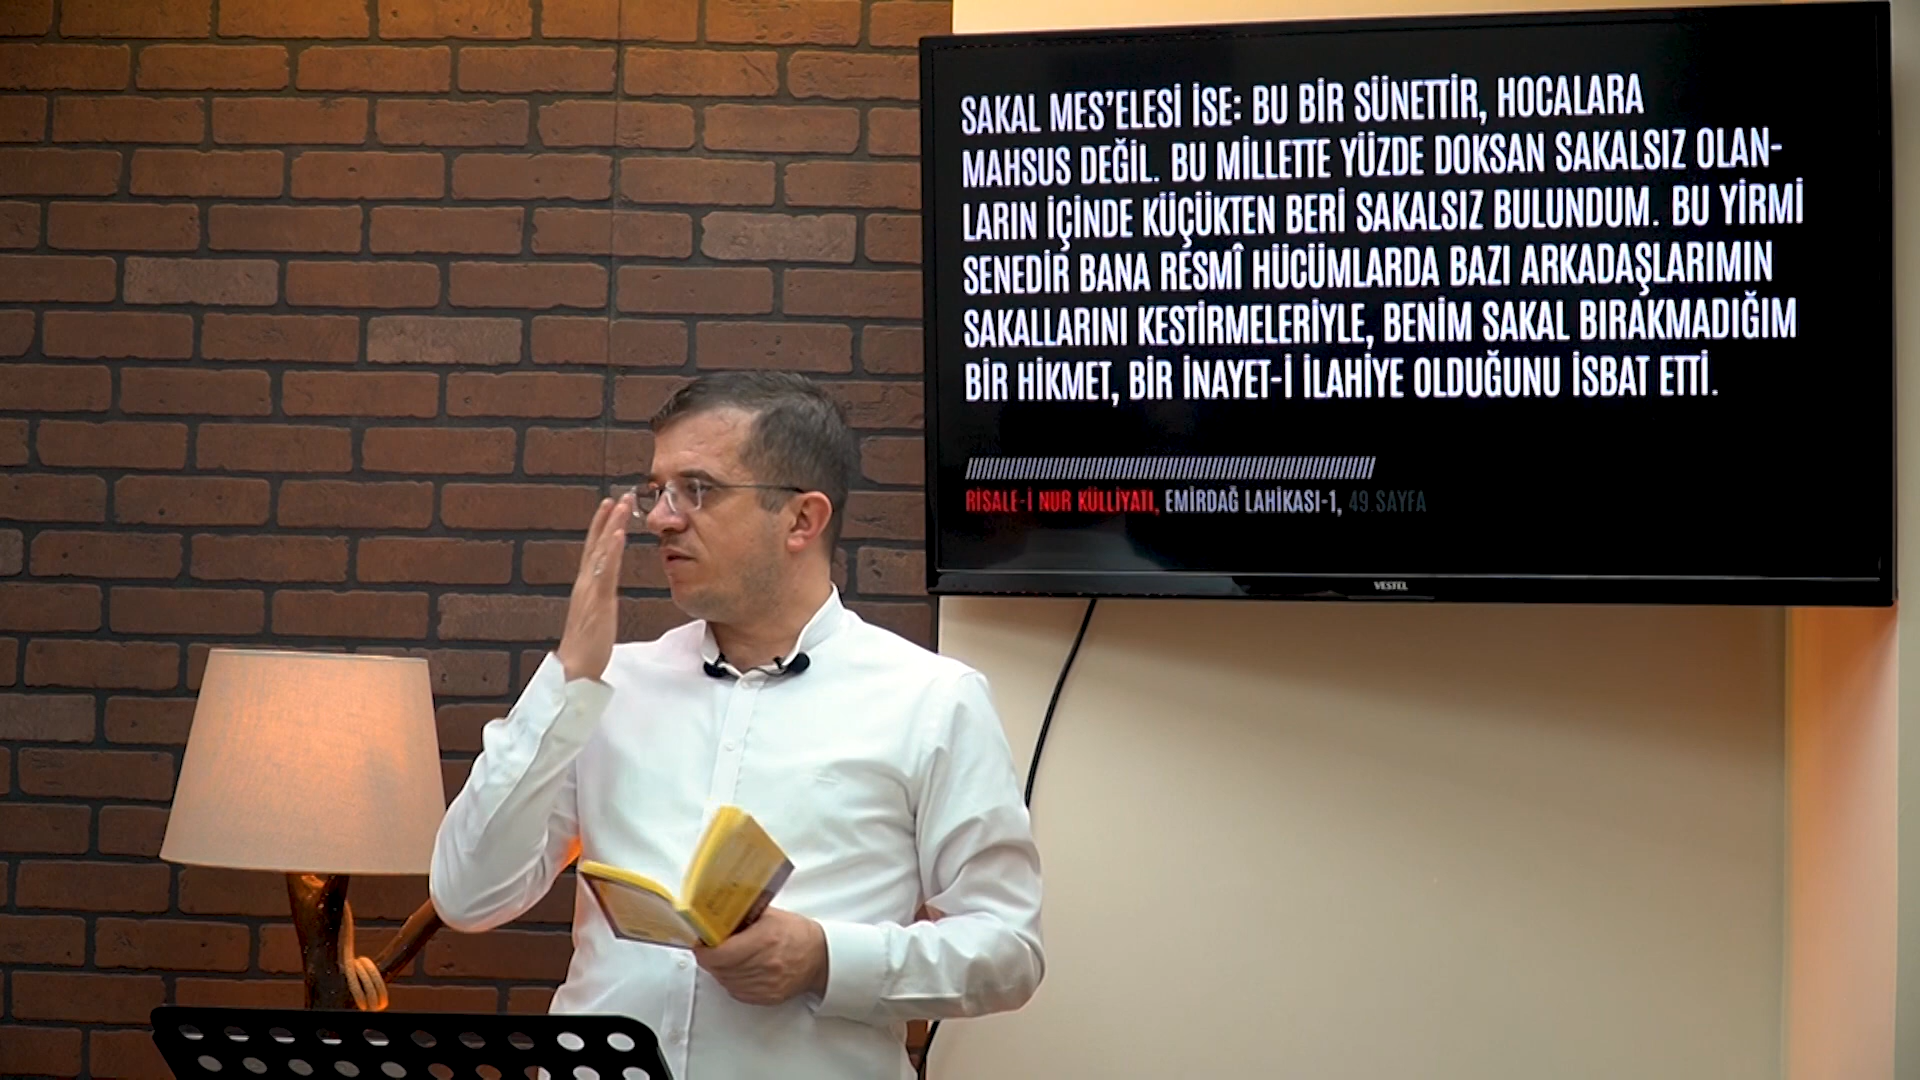 SAKAL MES'ELESİ İSE: BU BİR SÜNETTİR, HOCALARA
MAHSUS DEĞİL. BU MİLLETTE YÜZDE DOKSAN SAKALSIZ OLAN-
LARIN İÇİNDE KÜÇÜKTEN BERİ SAKALSIZ BULUNDUM. BU YİRMİ
SENEDİR BANA RESMÎ HÜCÜMLARDA BAZI ARKADAŞLARIMIN
SAKALLARINI KESTİRMELERİYLE, BENİM SAKAL BIRAKMADIĞIM
BİR HİKMET, BİR İNAYET-İ İLAHİYE OLDUĞUNU İSBAT ETTİ.
RİSALE-İ NUR KÜLLİYATI, EMİRDAĞ LAHİKASI-1, 49.SAYFA
VESTEL